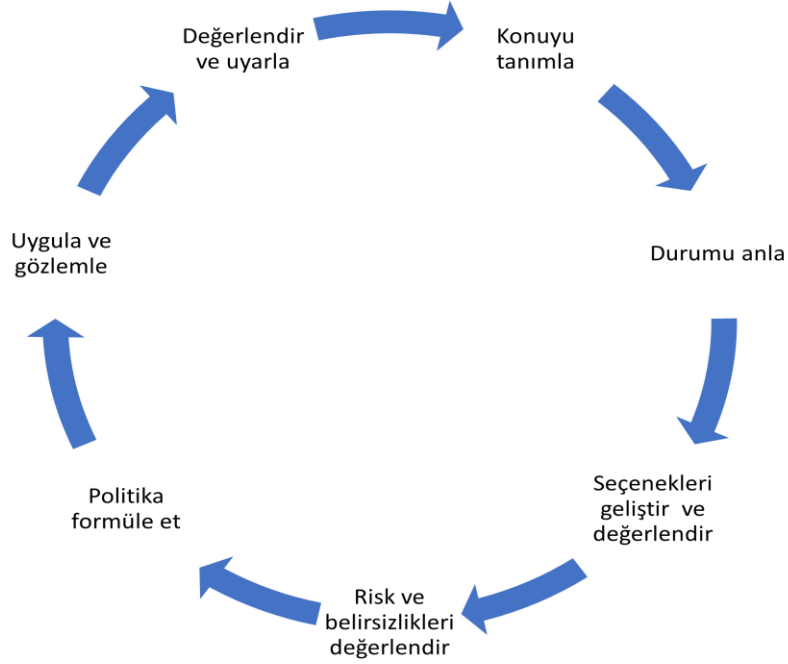 Değerlendir
ve uyarla
Konuyu
tanımla
Durumu anla
Seçenekleri
geliştir ve
değerlendir
Risk ve
belirsizlikleri
değerlendir
Politika
formüle et
Uygula ve
gözlemle